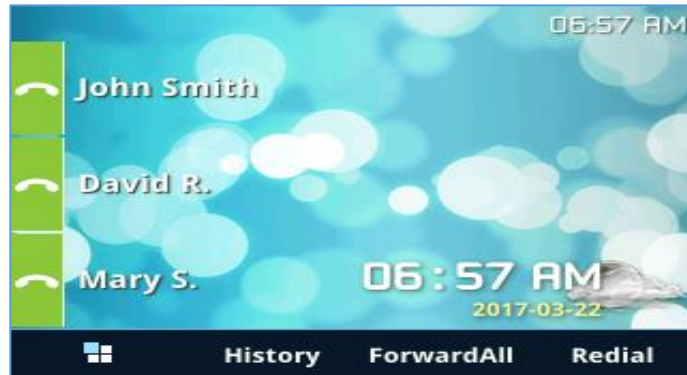 06:57 AM
John Smith
David R.
Mary S.
06:57 AM
2017-03-22
History ForwardAll Redial